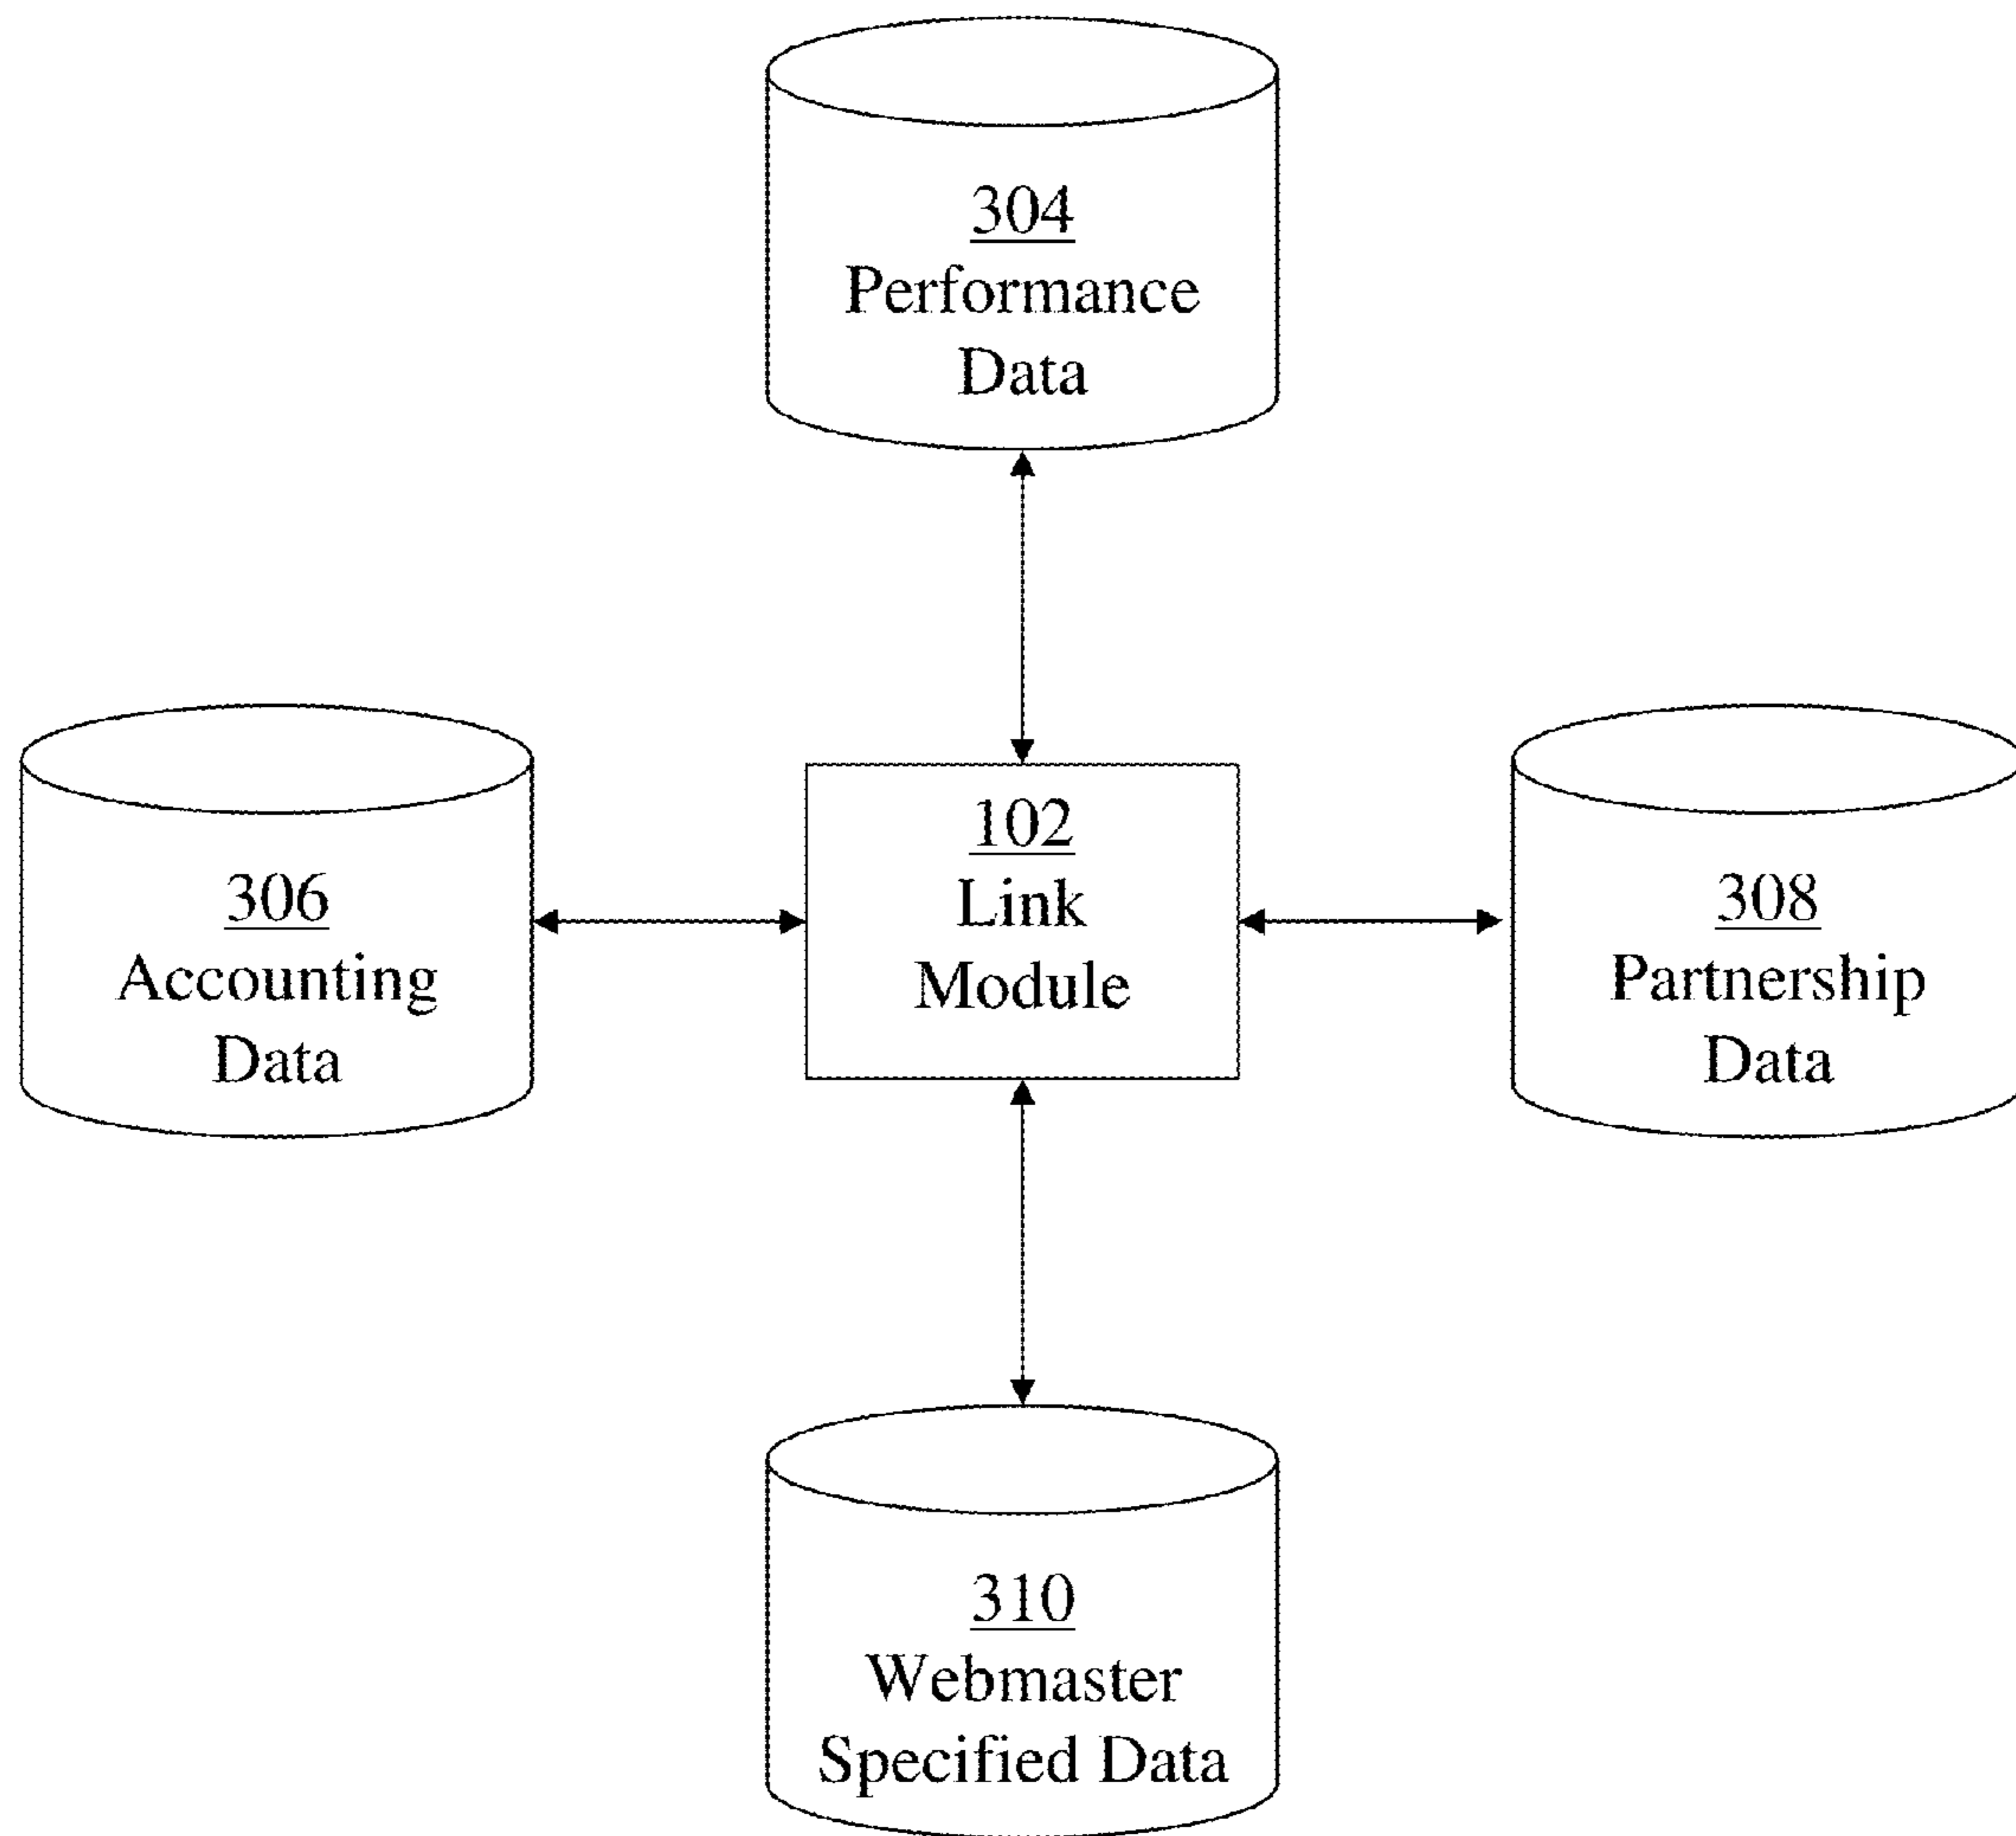 304
Performance
Data
306
Accounting
Data
102
Link
Module
308
Partnership
Data
310
Webmaster
Specified Data